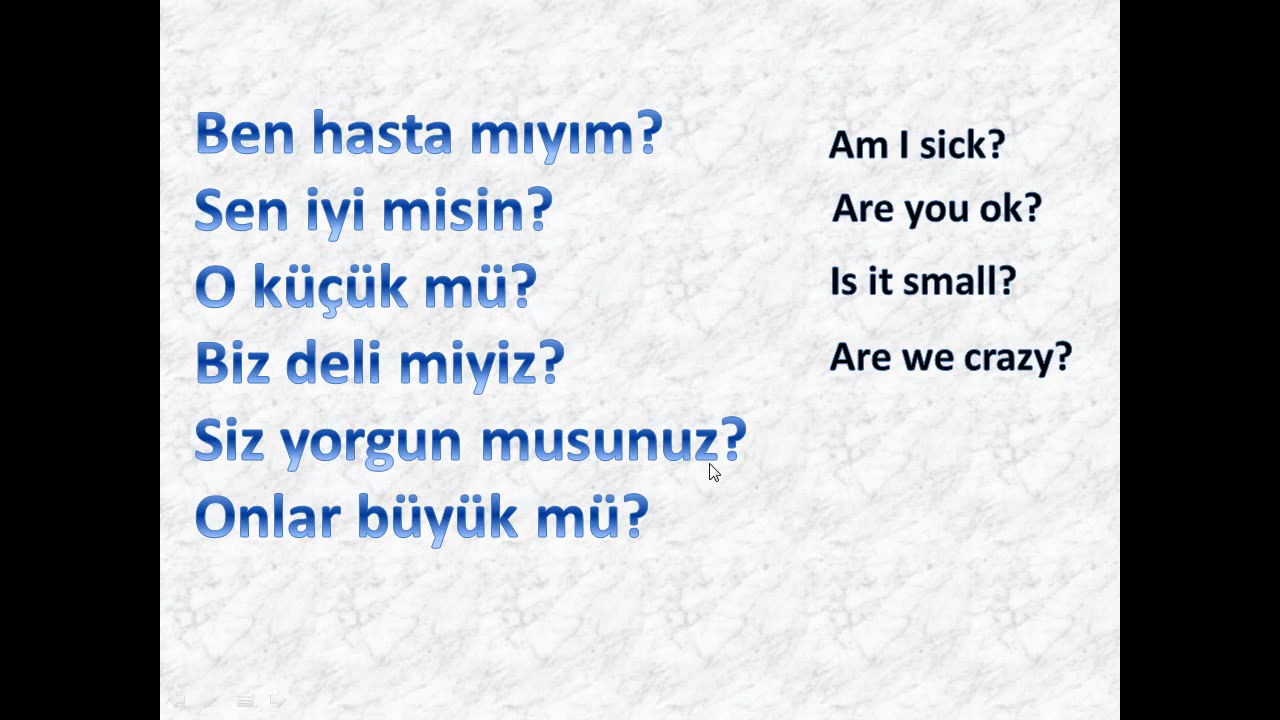 Ben hasta mıyım?
Am I sick?
Sen iyi misin?
Are you ok?
O küçük mü?
Is it small?
Biz deli miyiz?
Are we crazy?
Siz yorgun musunuz?
Onlar büyük mü?